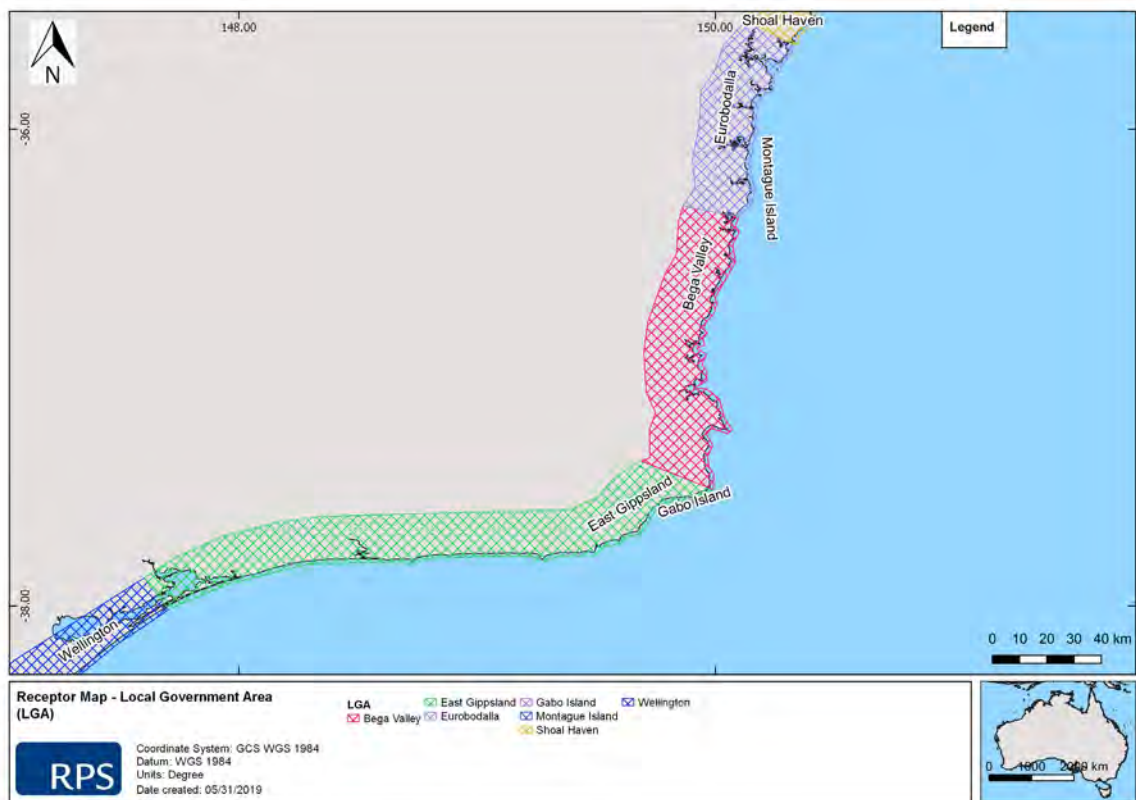 148.00
150.00
Shoal Haven
Legend
N
-36.00
Eurobodalla
Montague Island
Bega Valley
East Gippsland
Gabo Island
-38.00
Wellington
0 10 20 30 40 km
Receptor Map - Local Government Area
(LGA)
LGA
Bega Valley
East Gippsland
Eurobodalla
Gabo Island
Montague Island
Shoal Haven
Wellington
RPS
Coordinate System: GCS WGS 1984
Datum: WGS 1984
Units: Degree
Date created: 05/31/2019
0 1000 2000 km